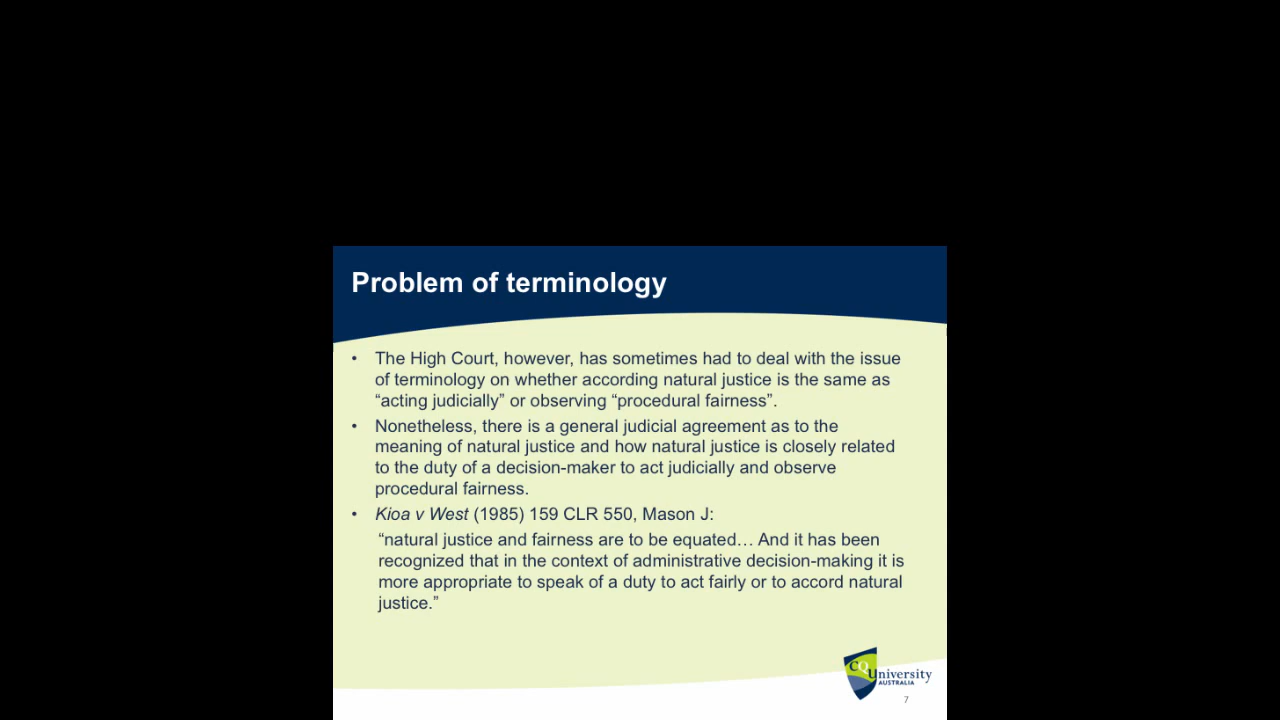 Problem of terminology
• The High Court, however, has sometimes had to deal with the issue
of terminology on whether according natural justice is the same as
“acting judicially” or observing “procedural fairness”.
• Nonetheless, there is a general judicial agreement as to the
meaning of natural justice and how natural justice is closely related
to the duty of a decision-maker to act judicially and observe
procedural fairness.
• Kioa v West (1985) 159 CLR 550, Mason J:
“natural justice and fairness are to be equated… And it has been
recognized that in the context of administrative decision-making it is
more appropriate to speak of a duty to act fairly or to accord natural
justice.”
CQUniversity
AUSTRALIA
7